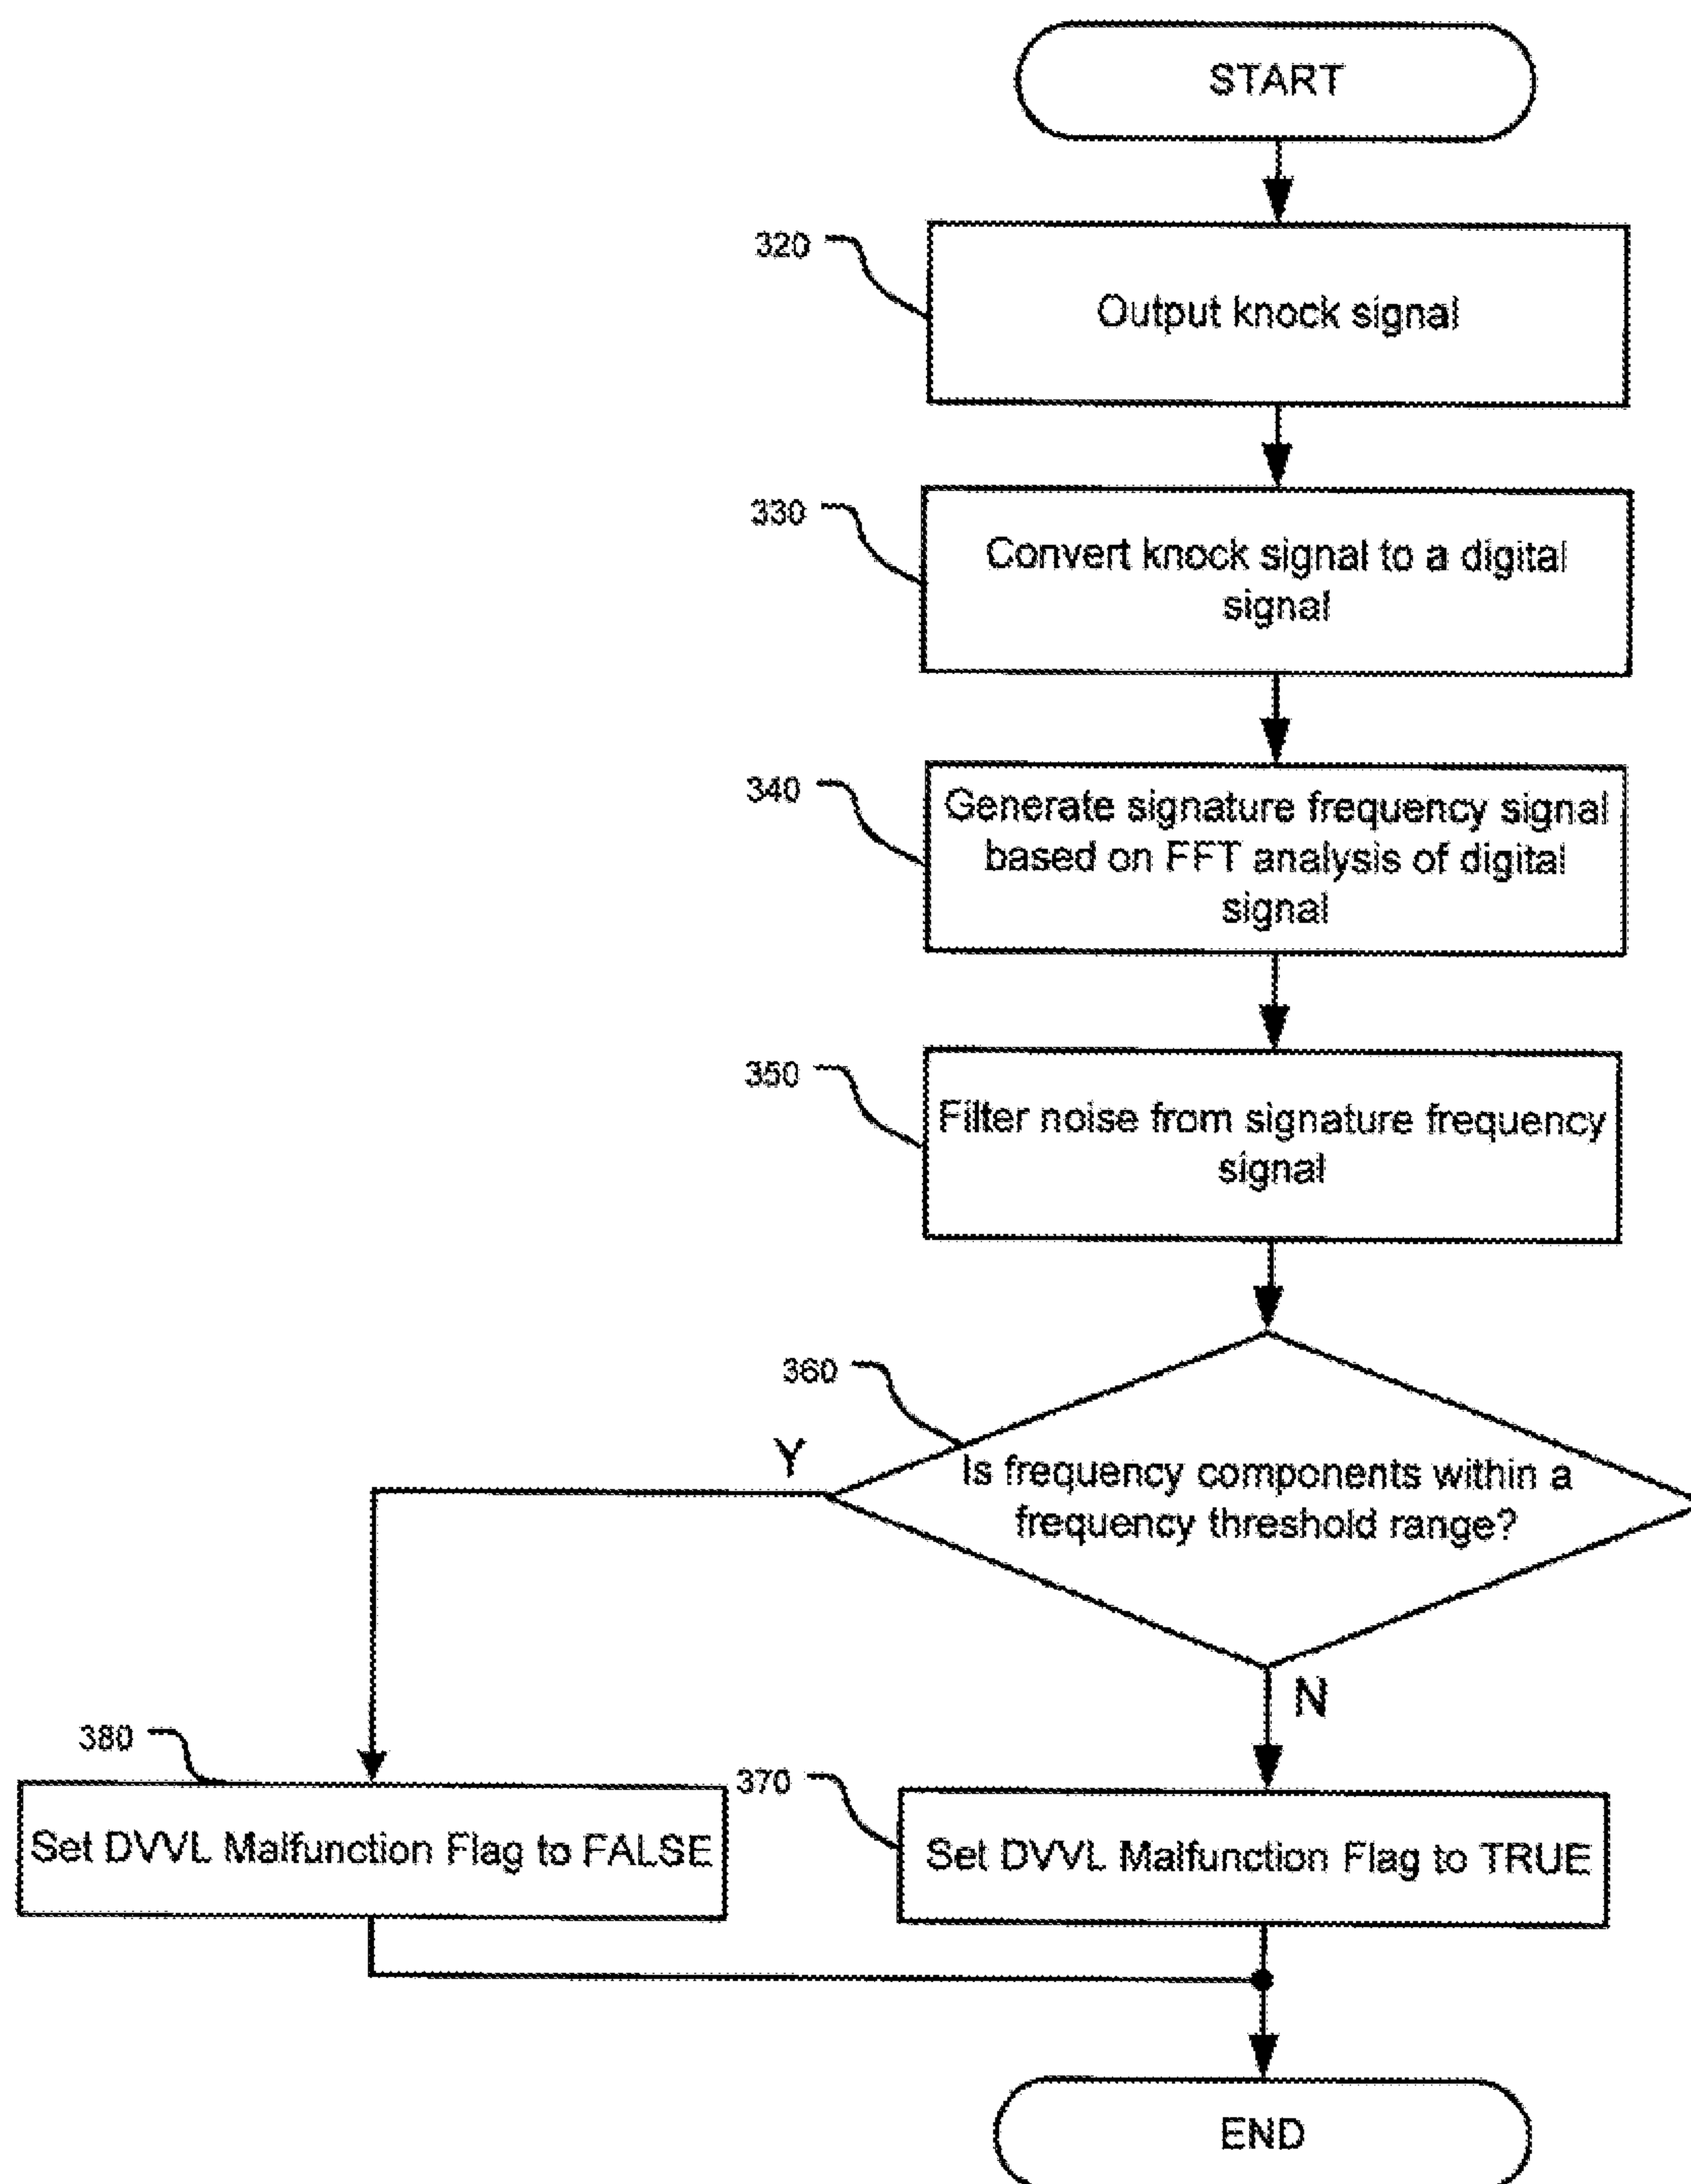 START
320
Output knock signal
330
Convert knock signal to a digital
signal
340
Generate signature frequency signal
based on FFT analysis of digital
signal
350
Filter noise from signature frequency
signal
360
Y
Is frequency components within a
frequency threshold range?
N
380
Set DVVL Malfunction Flag to FALSE
370
Set DVVL Malfunction Flag to TRUE
END